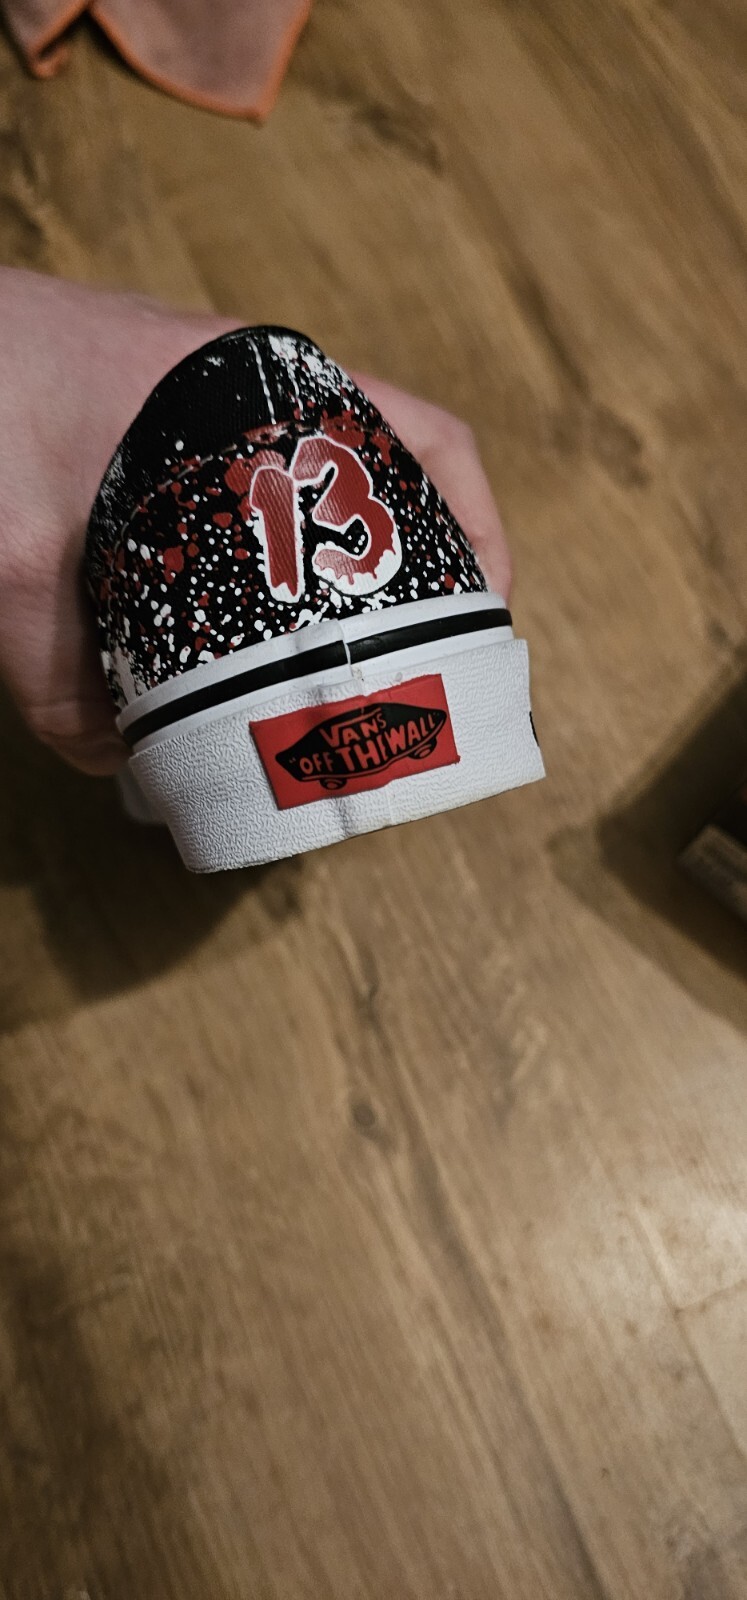 13
VANS
"OFF THE WALL"